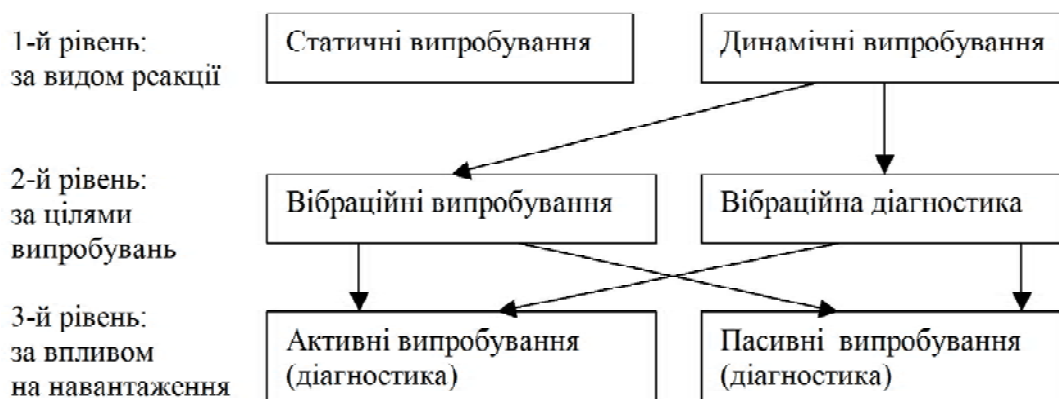 1-й рівень:
за видом реакції
Статичні випробування
Динамічні випробування
2-й рівень:
за цілями
випробувань
Вібраційні випробування
Вібраційна діагностика
3-й рівень:
за впливом
на навантаження
Активні випробування
(діагностика)
Пасивні випробування
(діагностика)